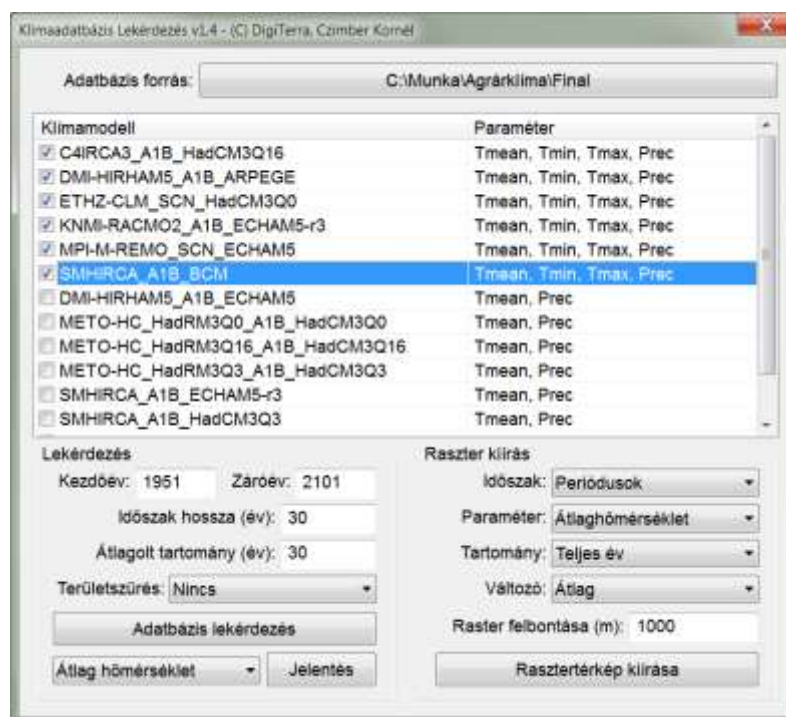 Klimaadatbázis Lekérdezés v1.4 - (C) DigiTerra, Czimber Kornél
Adatbázis forrás: C:\Munka\Agrárklíma\Final
Klímamodell Paraméter
C4IRCA3_A1B_HadCM3Q16 Tmean, Tmin, Tmax, Prec
DMI-HIRHAM5_A1B_ARPEGE Tmean, Tmin, Tmax, Prec
ETHZ-CLM_SCN_HadCM3Q0 Tmean, Tmin, Tmax, Prec
KNMI-RACMO2_A1B_ECHAM5-r3 Tmean, Tmin, Tmax, Prec
MPI-M-REMO_SCN_ECHAM5 Tmean, Tmin, Tmax, Prec
SMHIRCA_A1B_BCM Tmean, Tmin, Tmax, Prec
DMI-HIRHAM5_A1B_ECHAM5 Tmean, Prec
METO-HC_HadRM3Q0_A1B_HadCM3Q0 Tmean, Prec
METO-HC_HadRM3Q16_A1B_HadCM3Q16 Tmean, Prec
METO-HC_HadRM3Q3_A1B_HadCM3Q3 Tmean, Prec
SMHIRCA_A1B_ECHAM5-r3 Tmean, Prec
SMHIRCA_A1B_HadCM3Q3 Tmean, Prec
Lekérdezés
Kezdőév: 1951 Záróév: 2101
Időszak hossza (év): 30
Átlagolt tartomány (év): 30
Területszűrés: Nincs
Adatbázis lekérdezés
Átlag hőmérséklet Jelentés
Raszter kiírás
Időszak: Periódusok
Paraméter: Átlaghőmérséklet
Tartomány: Teljes év
Változó: Átlag
Raster felbontása (m): 1000
Rasztertérkép kiírása